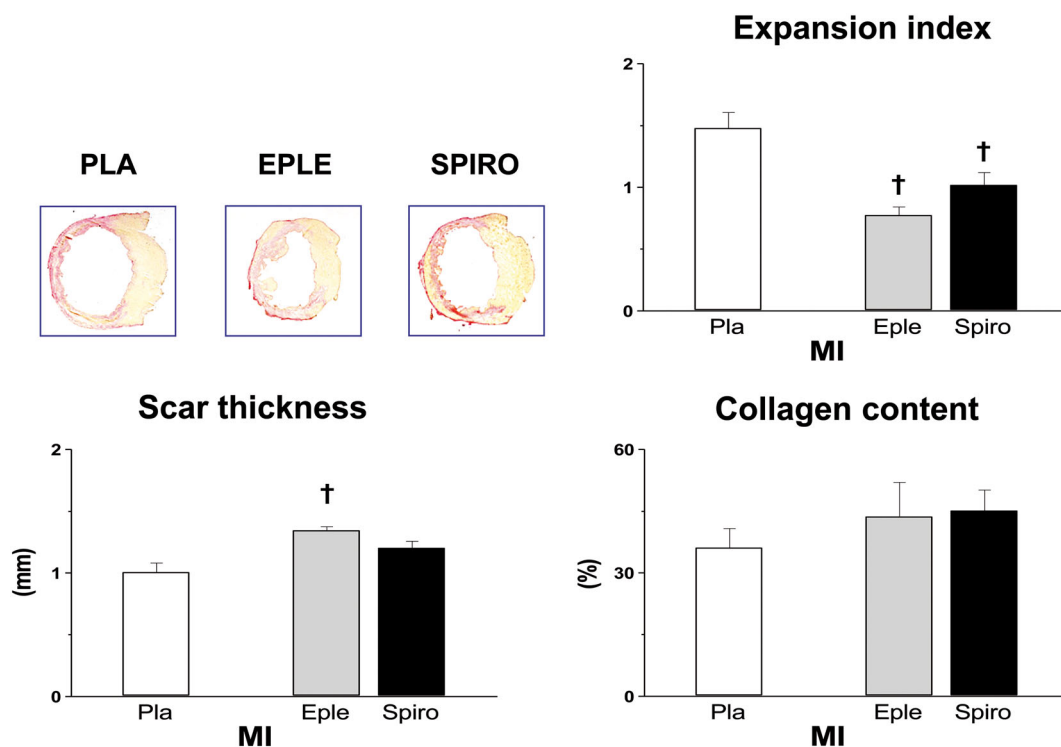 PLA EPLE SPIRO
Expansion index
2
1
0
† †
Pla Eple Spiro
MI
Scar thickness
(mm)
2
1
0
†
Pla Eple Spiro
MI
Collagen content
(%)
60
30
0
Pla Eple Spiro
MI